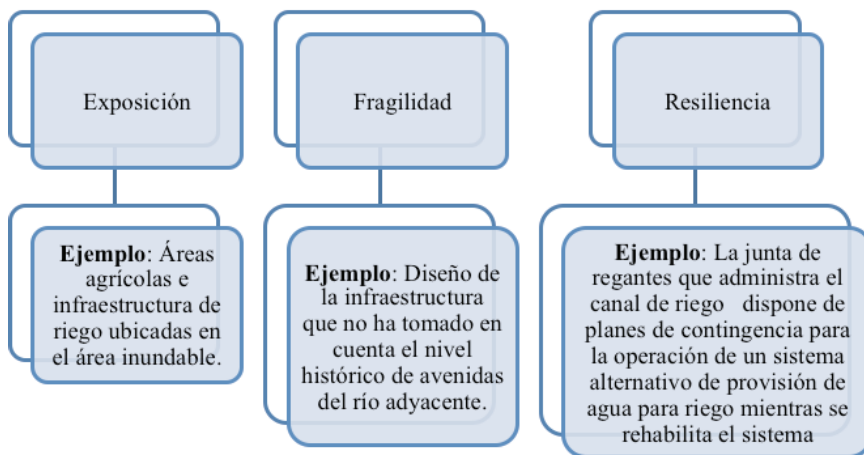 Exposición
Fragilidad
Resiliencia
Ejemplo: Áreas
agrícolas e
infraestructura de
riego ubicadas en
el área inundable.
Ejemplo: Diseño de
la infraestructura
que no ha tomado en
cuenta el nivel
histórico de avenidas
del río adyacente.
Ejemplo: La junta de
regantes que administra el
canal de riego   dispone de
planes de contingencia para
la operación de un sistema
alternativo de provisión de
agua para riego mientras se
rehabilita el sistema